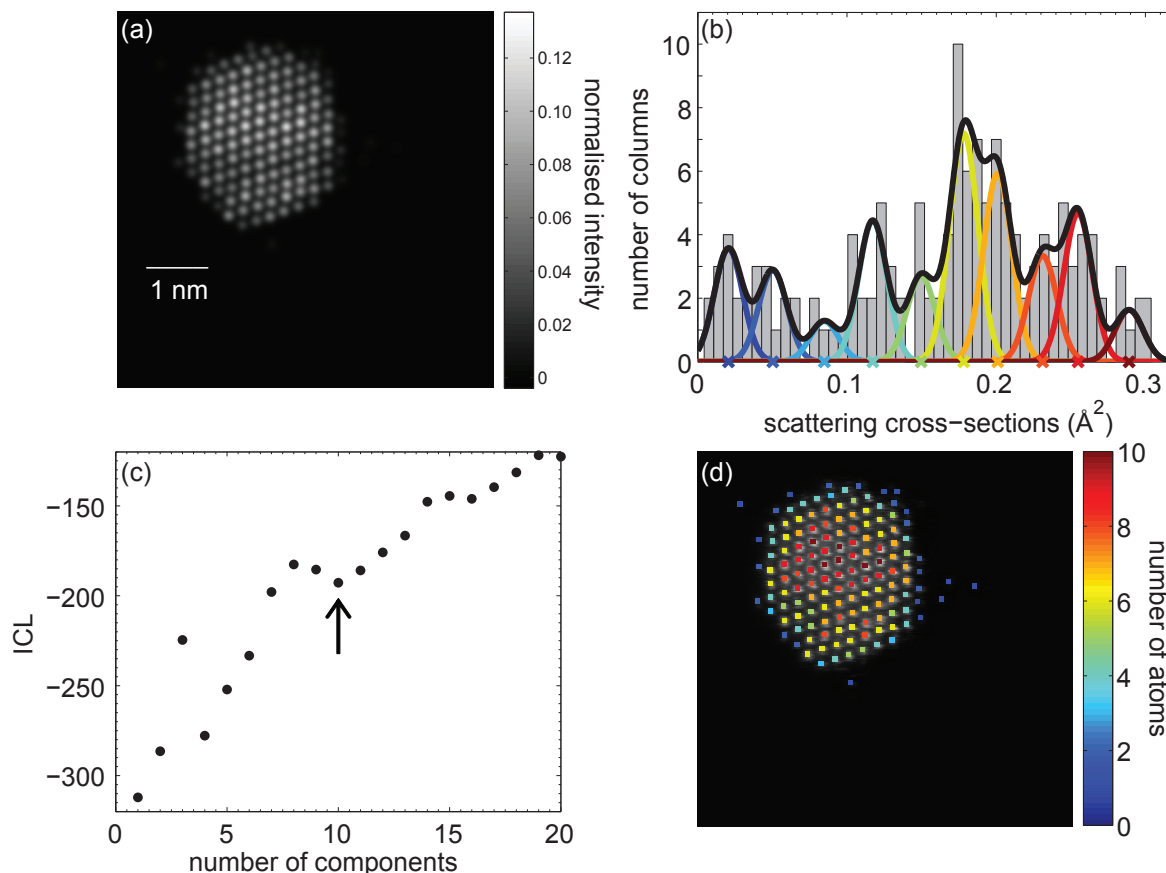 (a)
1 nm
0.12
0.10
0.08
0.06
0.04
0.02
0
normalised intensity
(b)
10
8
6
4
2
0
number of columns
0 0.1 0.2 0.3
scattering cross−sections (Å²)
(c)
−150
−200
−250
−300
ICL
0 5 10 15 20
number of components
(d)
10
8
6
4
2
0
number of atoms